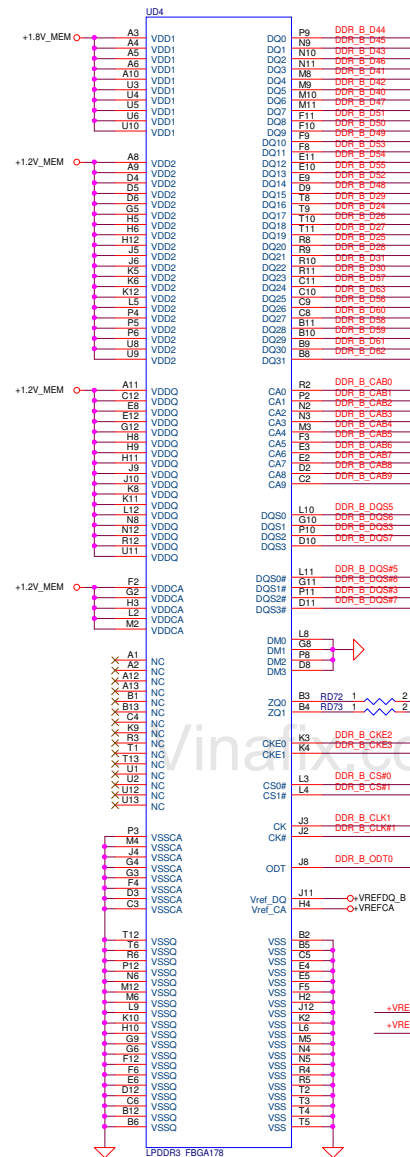 UD4
+1.8V_MEM A3 VDD1
A4 VDD1
A5 VDD1
A6 VDD1
A10 VDD1
U3 VDD1
U4 VDD1
U5 VDD1
U6 VDD1
U10 VDD1
+1.2V_MEM A8 VDD2
A9 VDD2
D4 VDD2
D5 VDD2
D6 VDD2
G5 VDD2
H5 VDD2
H6 VDD2
H12 VDD2
J5 VDD2
J6 VDD2
K5 VDD2
K6 VDD2
K12 VDD2
L5 VDD2
P4 VDD2
P5 VDD2
P6 VDD2
U8 VDD2
U9 VDD2
+1.2V_MEM A11 VDDQ
C12 VDDQ
E8 VDDQ
E12 VDDQ
G12 VDDQ
H8 VDDQ
H9 VDDQ
H11 VDDQ
J9 VDDQ
J10 VDDQ
K8 VDDQ
K11 VDDQ
L12 VDDQ
N8 VDDQ
N12 VDDQ
R12 VDDQ
U11 VDDQ
+1.2V_MEM F2 VDDCA
G2 VDDCA
H3 VDDCA
L2 VDDCA
M2 VDDCA
A1 NC
A2 NC
A12 NC
A13 NC
B1 NC
B13 NC
C4 NC
K9 NC
R3 NC
T1 NC
T13 NC
U1 NC
U2 NC
U12 NC
U13 NC
P3 VSSCA
M4 VSSCA
J4 VSSCA
G4 VSSCA
G3 VSSCA
F4 VSSCA
D3 VSSCA
C3 VSSCA
T12 VSSQ
T6 VSSQ
R6 VSSQ
P12 VSSQ
N6 VSSQ
M12 VSSQ
M6 VSSQ
L9 VSSQ
K10 VSSQ
H10 VSSQ
G9 VSSQ
G6 VSSQ
F12 VSSQ
F6 VSSQ
E6 VSSQ
D12 VSSQ
C6 VSSQ
B12 VSSQ
B6 VSSQ
DQ0 P9 DDR_B_D44
DQ1 N9 DDR_B_D45
DQ2 N10 DDR_B_D43
DQ3 N11 DDR_B_D46
DQ4 M8 DDR_B_D41
DQ5 M9 DDR_B_D42
DQ6 M10 DDR_B_D40
DQ7 M11 DDR_B_D47
DQ8 F11 DDR_B_D51
DQ9 F10 DDR_B_D50
DQ10 F9 DDR_B_D49
DQ11 F8 DDR_B_D53
DQ12 E11 DDR_B_D54
DQ13 E10 DDR_B_D55
DQ14 E9 DDR_B_D52
DQ15 D9 DDR_B_D48
DQ16 T8 DDR_B_D29
DQ17 T9 DDR_B_D24
DQ18 T10 DDR_B_D26
DQ19 T11 DDR_B_D27
DQ20 R8 DDR_B_D25
DQ21 R9 DDR_B_D28
DQ22 R10 DDR_B_D31
DQ23 R11 DDR_B_D30
DQ24 C11 DDR_B_D57
DQ25 C10 DDR_B_D63
DQ26 C9 DDR_B_D56
DQ27 C8 DDR_B_D60
DQ28 B11 DDR_B_D58
DQ29 B10 DDR_B_D59
DQ30 B9 DDR_B_D61
DQ31 B8 DDR_B_D62
CA0 R2 DDR_B_CAB0
CA1 P2 DDR_B_CAB1
CA2 N2 DDR_B_CAB2
CA3 N3 DDR_B_CAB3
CA4 M3 DDR_B_CAB4
CA5 F3 DDR_B_CAB5
CA6 E3 DDR_B_CAB6
CA7 E2 DDR_B_CAB7
CA8 D2 DDR_B_CAB8
CA9 C2 DDR_B_CAB9
DQS0 L10 DDR_B_DQS5
DQS1 G10 DDR_B_DQS6
DQS2 P10 DDR_B_DQS3
DQS3 D10 DDR_B_DQS7
DQS0# L11 DDR_B_DQS#5
DQS1# G11 DDR_B_DQS#6
DQS2# P11 DDR_B_DQS#3
DQS3# D11 DDR_B_DQS#7
DM0 L8
DM1 G8
DM2 P8
DM3 D8
ZQ0 B3 RD72 1 2
ZQ1 B4 RD73 1 2
Vinafix.co
CKE0 K3 DDR_B_CKE2
CKE1 K4 DDR_B_CKE3
CS0# L3 DDR_B_CS#0
CS1# L4 DDR_B_CS#1
CK J3 DDR_B_CLK1
CK# J2 DDR_B_CLK#1
ODT J8 DDR_B_ODT0
Vref_DQ J11 +VREFDQ_B
Vref_CA H4 +VREFCA
VSS B2
VSS B5
VSS C5
VSS E4
VSS E5
VSS F5
VSS H2
VSS J12
VSS K2
VSS L6
VSS M5
VSS N4
VSS N5
VSS R4
VSS R5
VSS T2
VSS T3
VSS T4
VSS T5
+VRE
+VRE
LPDDR3_FBGA178